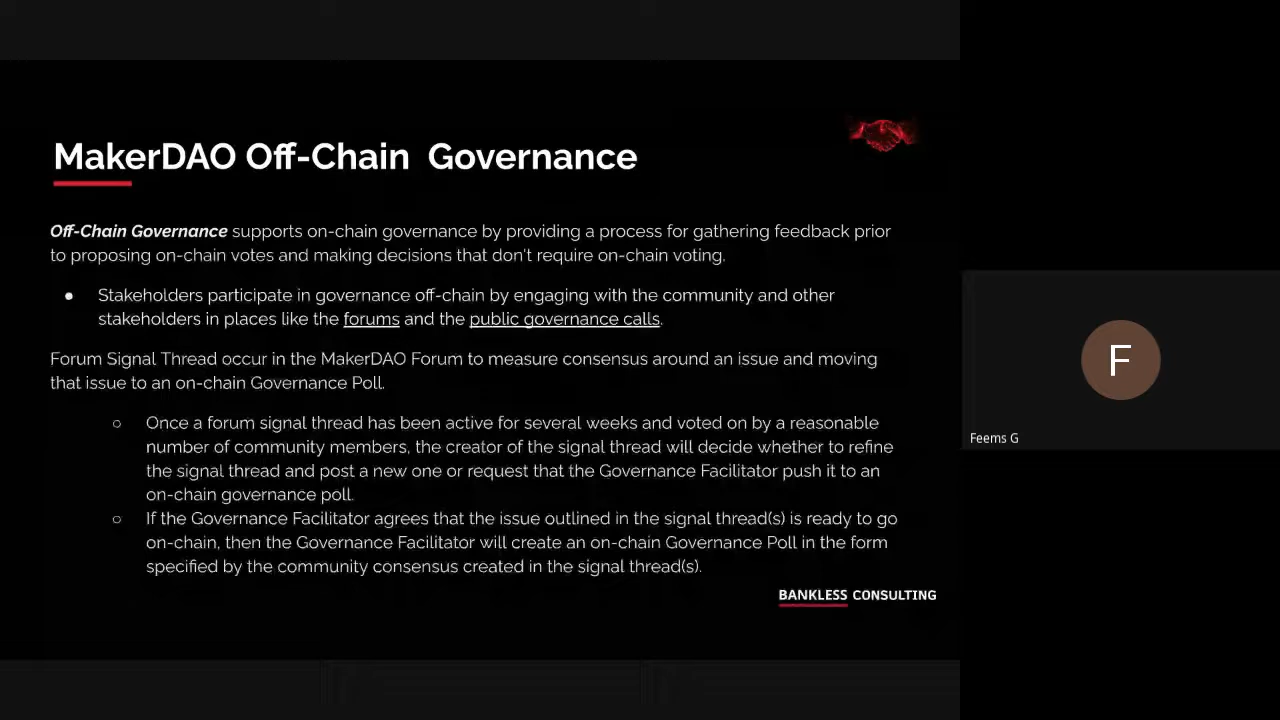 MakerDAO Off-Chain Governance
Off-Chain Governance supports on-chain governance by providing a process for gathering feedback prior
to proposing on-chain votes and making decisions that don't require on-chain voting.
● Stakeholders participate in governance off-chain by engaging with the community and other
stakeholders in places like the forums and the public governance calls.
Forum Signal Thread occur in the MakerDAO Forum to measure consensus around an issue and moving
that issue to an on-chain Governance Poll.
○ Once a forum signal thread has been active for several weeks and voted on by a reasonable
number of community members, the creator of the signal thread will decide whether to refine
the signal thread and post a new one or request that the Governance Facilitator push it to an
on-chain governance poll.
○ If the Governance Facilitator agrees that the issue outlined in the signal thread(s) is ready to go
on-chain, then the Governance Facilitator will create an on-chain Governance Poll in the form
specified by the community consensus created in the signal thread(s).
BANKLESS CONSULTING
F
Feems G